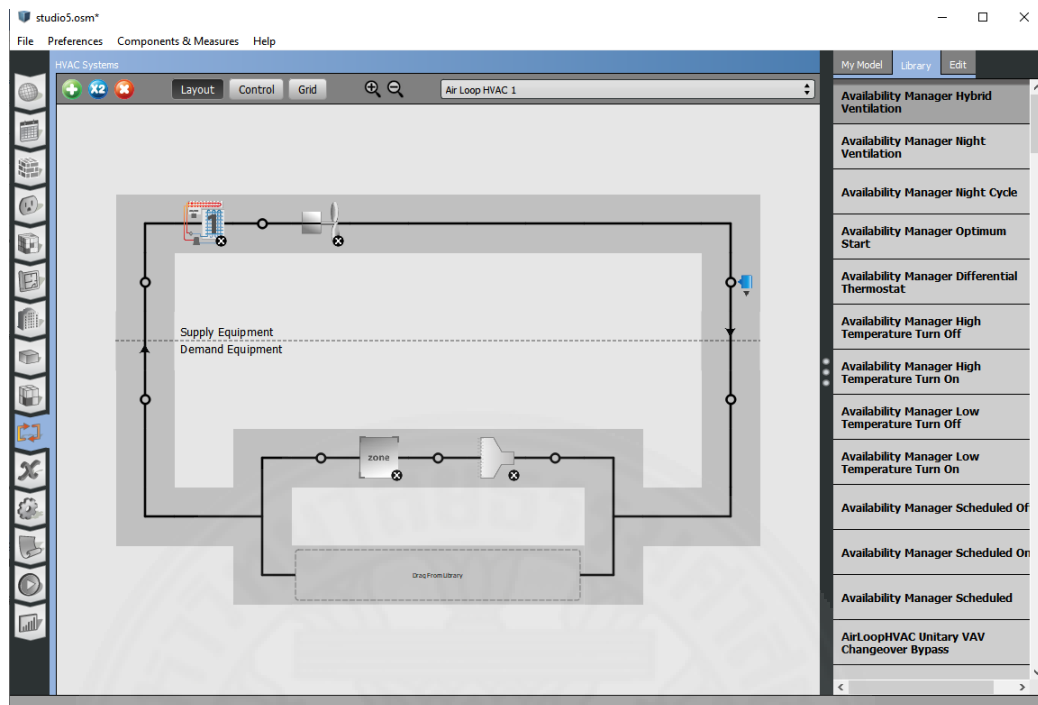 studio5.osm*
File Preferences Components & Measures Help
HVAC Systems
X2
Layout Control Grid
Air Loop HVAC 1
My Model Library Edit
1
Supply Equipment
Demand Equipment
zone
Drag From Library
Availability Manager Hybrid
Ventilation
Availability Manager Night
Ventilation
Availability Manager Night Cycle
Availability Manager Optimum
Start
Availability Manager Differential
Thermostat
Availability Manager High
Temperature Turn Off
Availability Manager High
Temperature Turn On
Availability Manager Low
Temperature Turn Off
Availability Manager Low
Temperature Turn On
Availability Manager Scheduled Of
Availability Manager Scheduled On
Availability Manager Scheduled
AirLoopHVAC Unitary VAV
Changeover Bypass